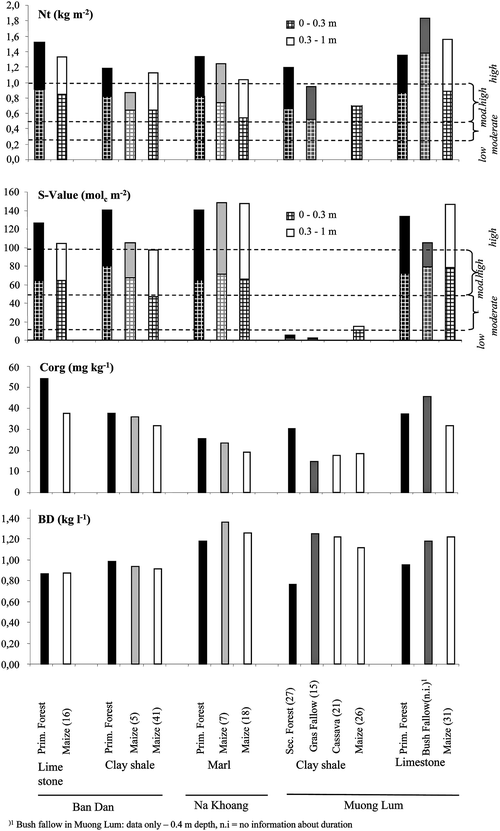 Nt (kg m-2)
1,8
1,6
1,4
1,2
1,0
0,8
0,6
0,4
0,2
0,0
0 - 0.3 m
0.3 - 1 m
high
mod.high
moderate
low
S-Value (molc m-2)
160
140
120
100
80
60
40
20
0
0 - 0.3 m
0.3 - 1 m
high
mod.high
moderate
low
Corg (mg kg-1)
60
50
40
30
20
10
0
BD (kg l-1)
1,40
1,20
1,00
0,80
0,60
0,40
0,20
0,00
Prim. Forest
Maize (16)
Prim. Forest
Maize (5)
Maize (41)
Prim. Forest
Maize (7)
Maize (18)
Sec. Forest (27)
Gras Fallow (15)
Cassava (21)
Maize (26)
Prim. Forest
Bush Fallow(n.i.)1
Maize (31)
Lime stone
Clay shale
Marl
Clay shale
Limestone
Ban Dan
Na Khoang
Muong Lum
)1 Bush fallow in Muong Lum: data only – 0.4 m depth, n.i = no information about duration